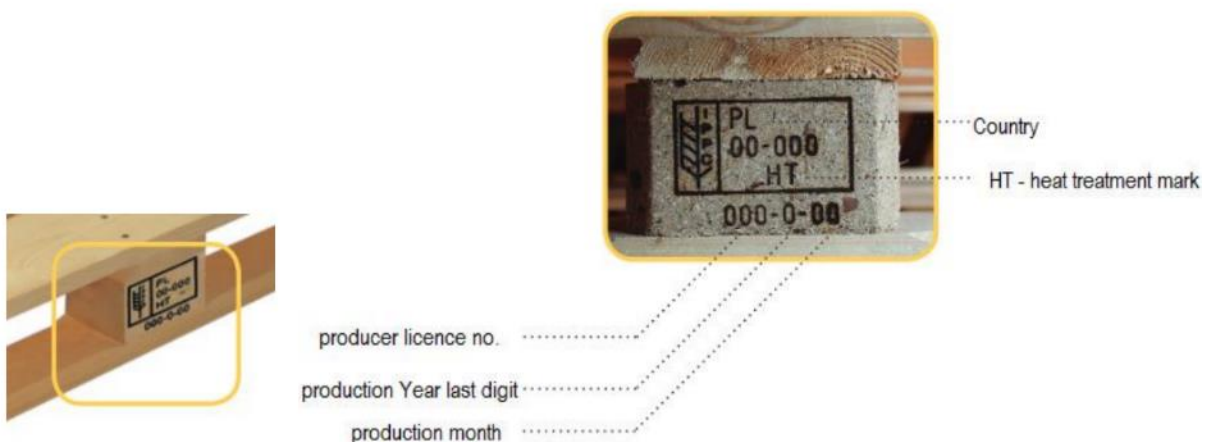 IPPC
PL
00-000
HT
000-0-00
Country
HT - heat treatment mark
PL
00-000
HT -
000-0-00
producer licence no.
production Year last digit
production month